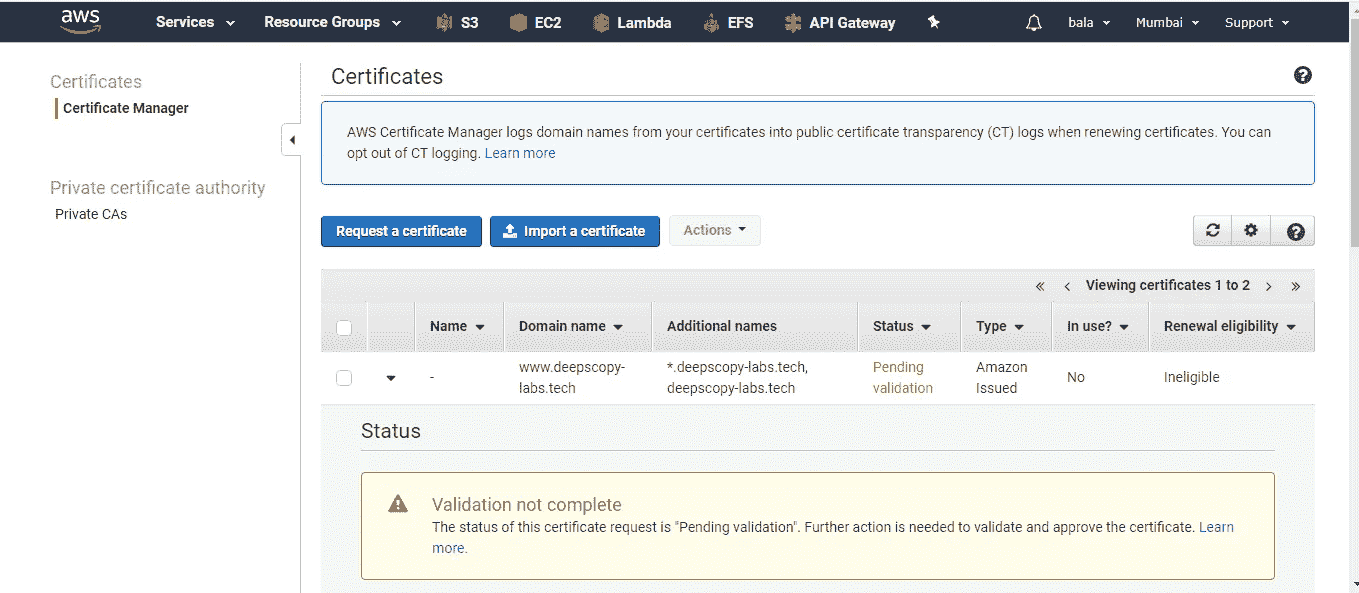 aws Services Resource Groups S3 EC2 Lambda EFS API Gateway bala Mumbai Support
Certificates
Certificate Manager
Private certificate authority
Private CAs
Certificates
AWS Certificate Manager logs domain names from your certificates into public certificate transparency (CT) logs when renewing certificates. You can
opt out of CT logging. Learn more
Request a certificate Import a certificate Actions
« ‹ Viewing certificates 1 to 2 › »
Name Domain name Additional names Status Type In use? Renewal eligibility
- www.deepscopy- *.deepscopy-labs.tech, Pending Amazon No Ineligible
labs.tech deepscopy-labs.tech validation Issued
Status
Validation not complete
The status of this certificate request is "Pending validation". Further action is needed to validate and approve the certificate. Learn
more.